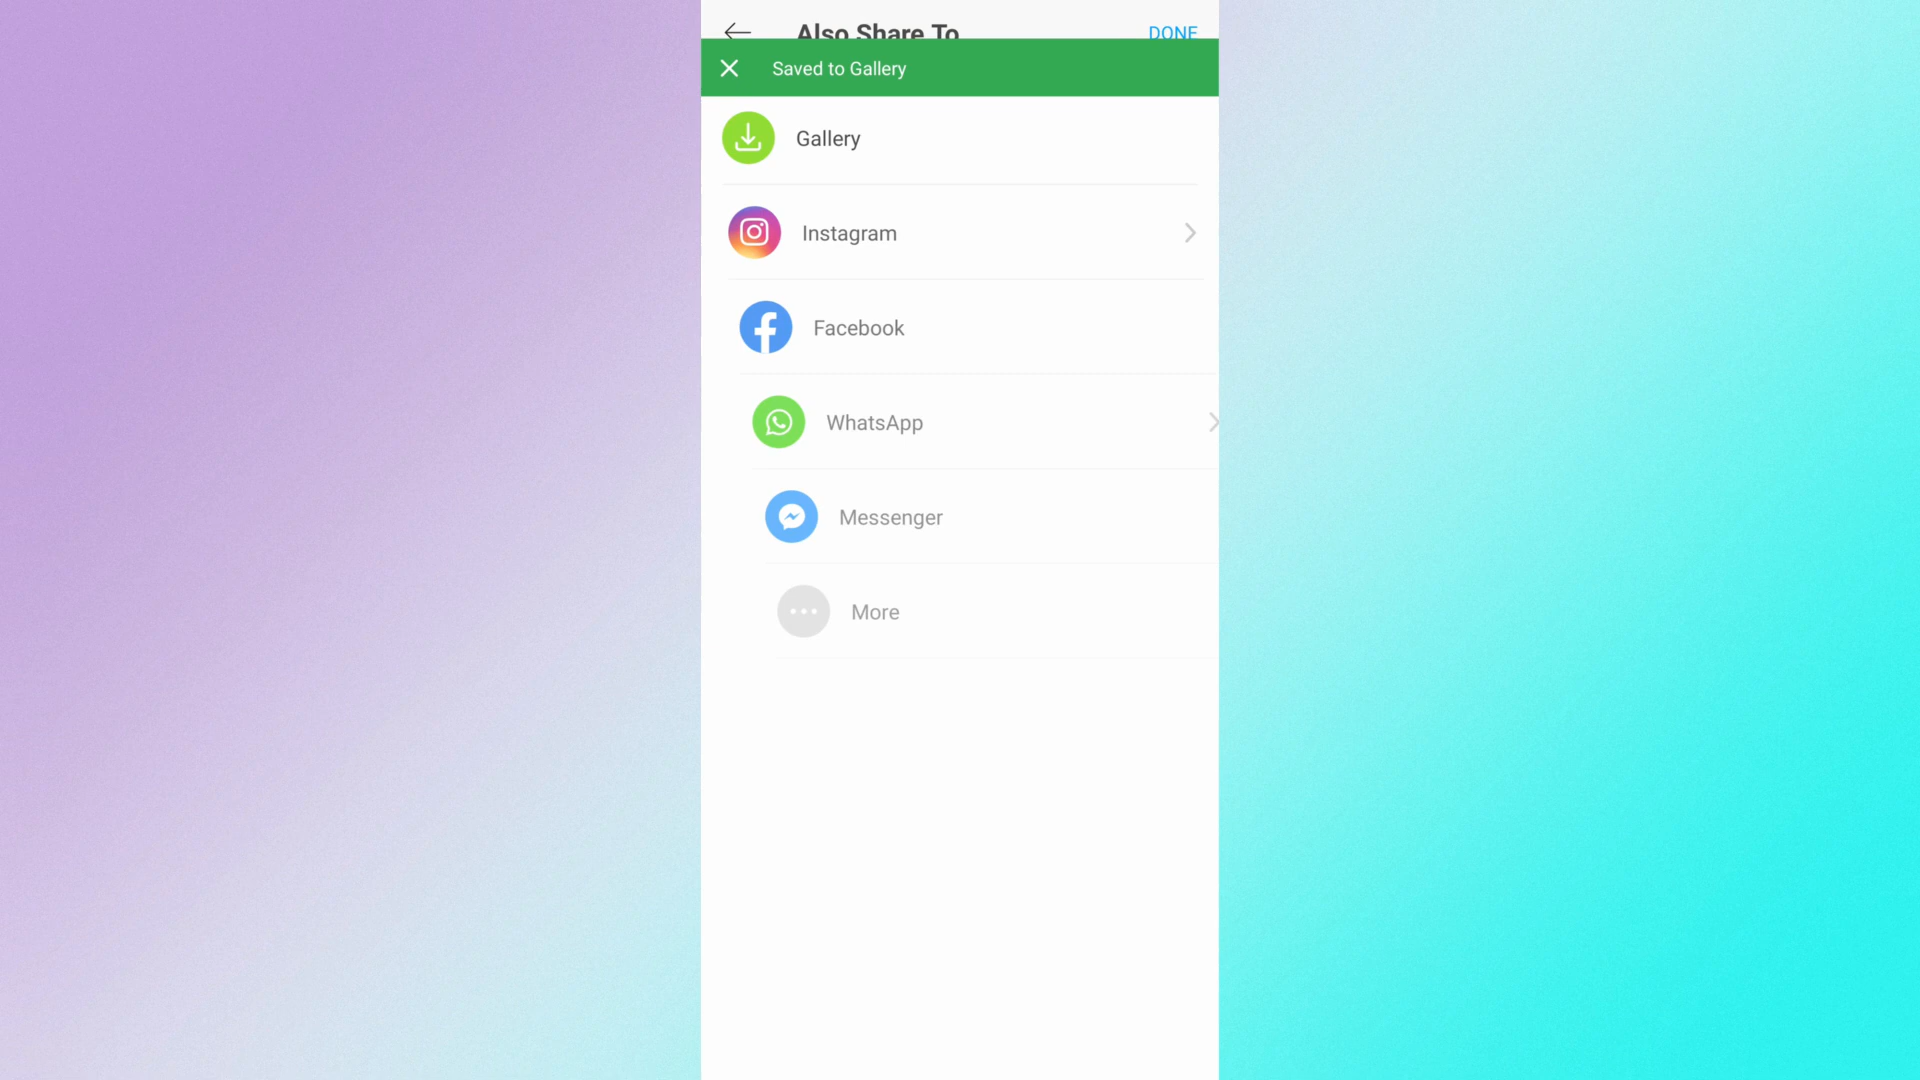 Also Share To
DONE
Saved to Gallery
Gallery
Instagram
Facebook
WhatsApp
Messenger
More